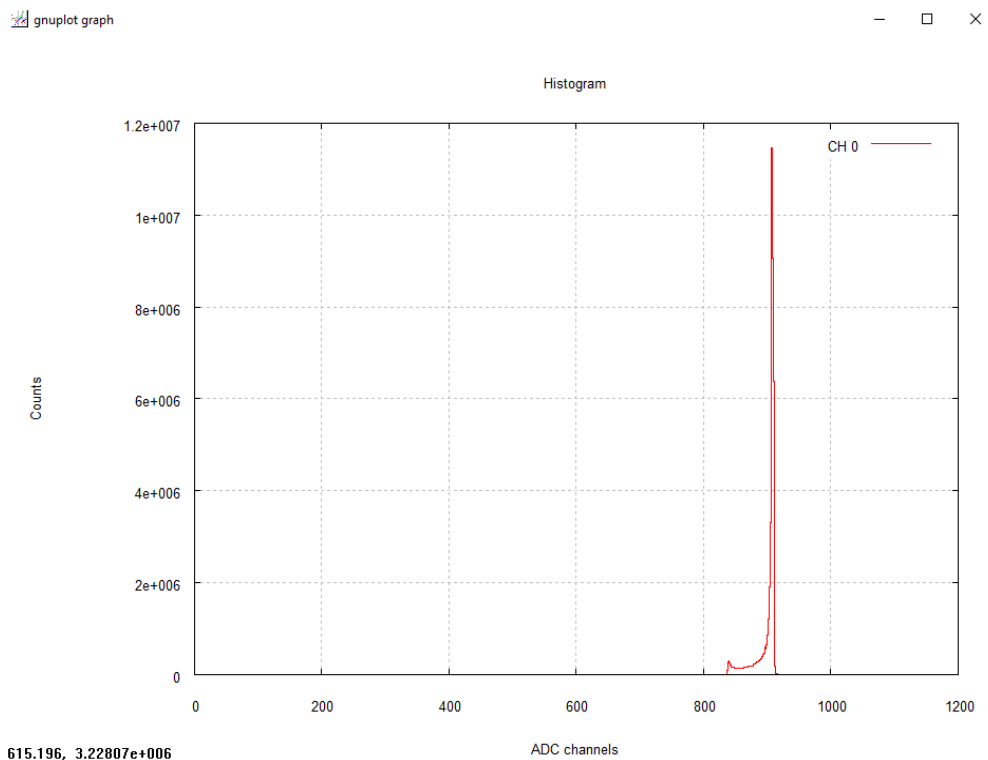 gnuplot graph
Histogram
1.2e+007
CH 0
1e+007
8e+006
6e+006
Counts
4e+006
2e+006
0
0 200 400 600 800 1000 1200
ADC channels
615.196, 3.22807e+006